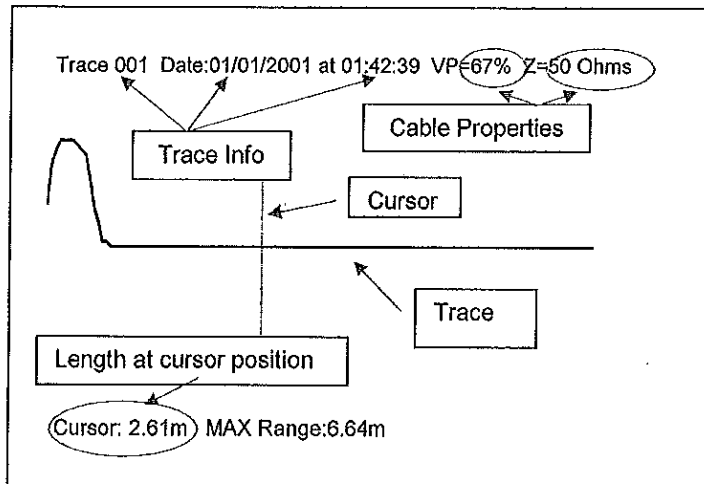 Trace 001 Date:01/01/2001 at 01:42:39 VP=67% Z=50 Ohms
Cable Properties
Trace Info
Cursor
Trace
Length at cursor position
Cursor: 2.61m MAX Range:6.64m